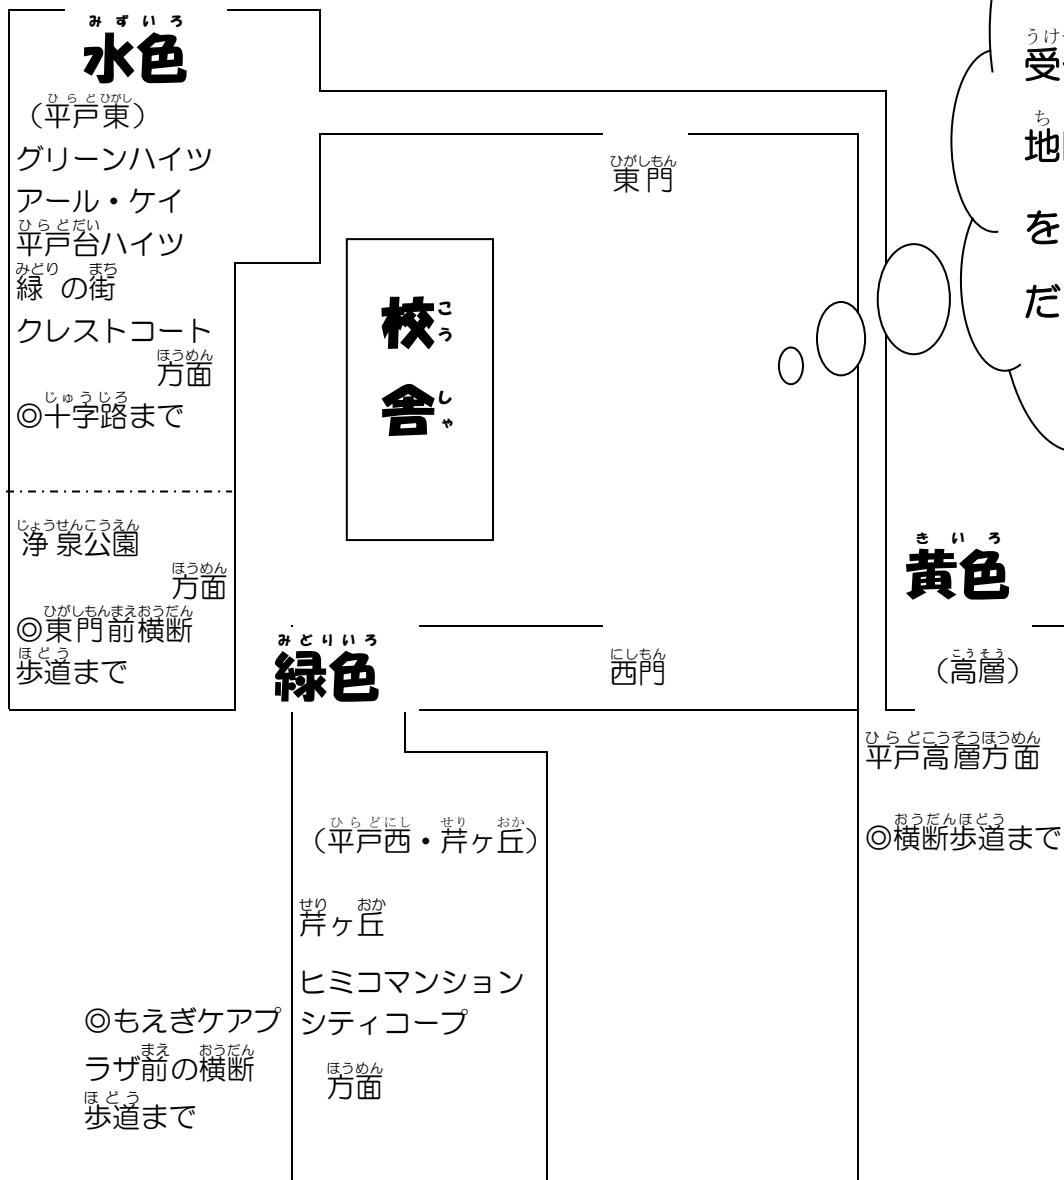 水色
（平戸東）
グリーンハイツ
アール・ケイ
平戸台ハイツ
緑の街
クレストコート
方面
◎十字路まで
浄泉公園
方面
◎東門前横断
歩道まで
東門
校舎
緑色
西門
黄色
（高層）
平戸高層方面
◎横断歩道まで
（平戸西・芹ヶ丘）
芹ヶ丘
ヒミコマンション
シティコープ
方面
◎もえぎケアプ
ラザ前の横断
歩道まで
受
地
を
だ